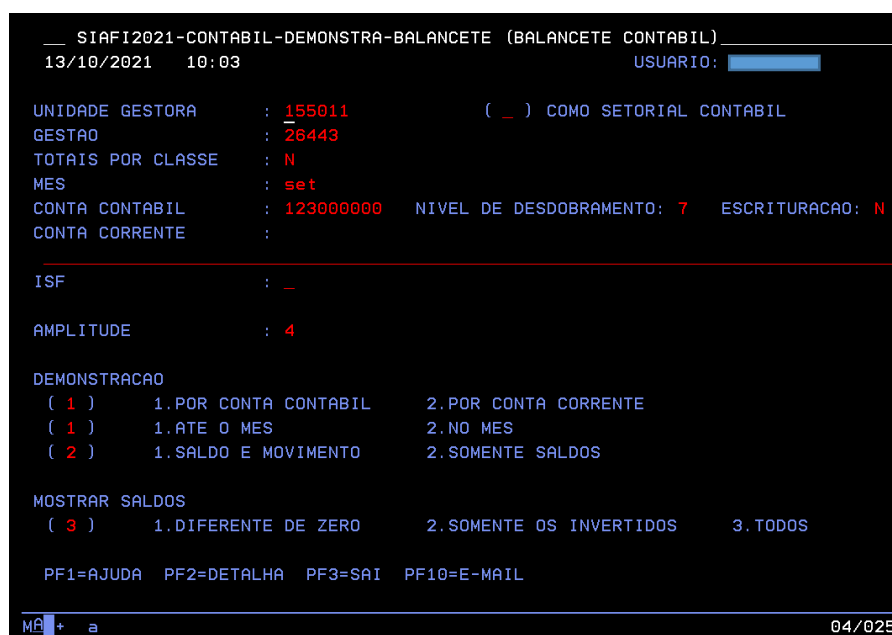 __ SIAFI2021-CONTABIL-DEMONSTRA-BALANCETE (BALANCETE CONTABIL)____________
13/10/2021 10:03 USUARIO:
UNIDADE GESTORA : 155011 ( _ ) COMO SETORIAL CONTABIL
GESTAO : 26443
TOTAIS POR CLASSE : N
MES : set
CONTA CONTABIL : 123000000 NIVEL DE DESDOBRAMENTO: 7 ESCRITURACAO: N
CONTA CORRENTE :
ISF : _
AMPLITUDE : 4
DEMONSTRACAO
( 1 ) 1.POR CONTA CONTABIL 2.POR CONTA CORRENTE
( 1 ) 1.ATE O MES 2.NO MES
( 2 ) 1.SALDO E MOVIMENTO 2.SOMENTE SALDOS
MOSTRAR SALDOS
( 3 ) 1.DIFERENTE DE ZERO 2.SOMENTE OS INVERTIDOS 3.TODOS
PF1=AJUDA PF2=DETALHA PF3=SAI PF10=E-MAIL
MA + a 04/025